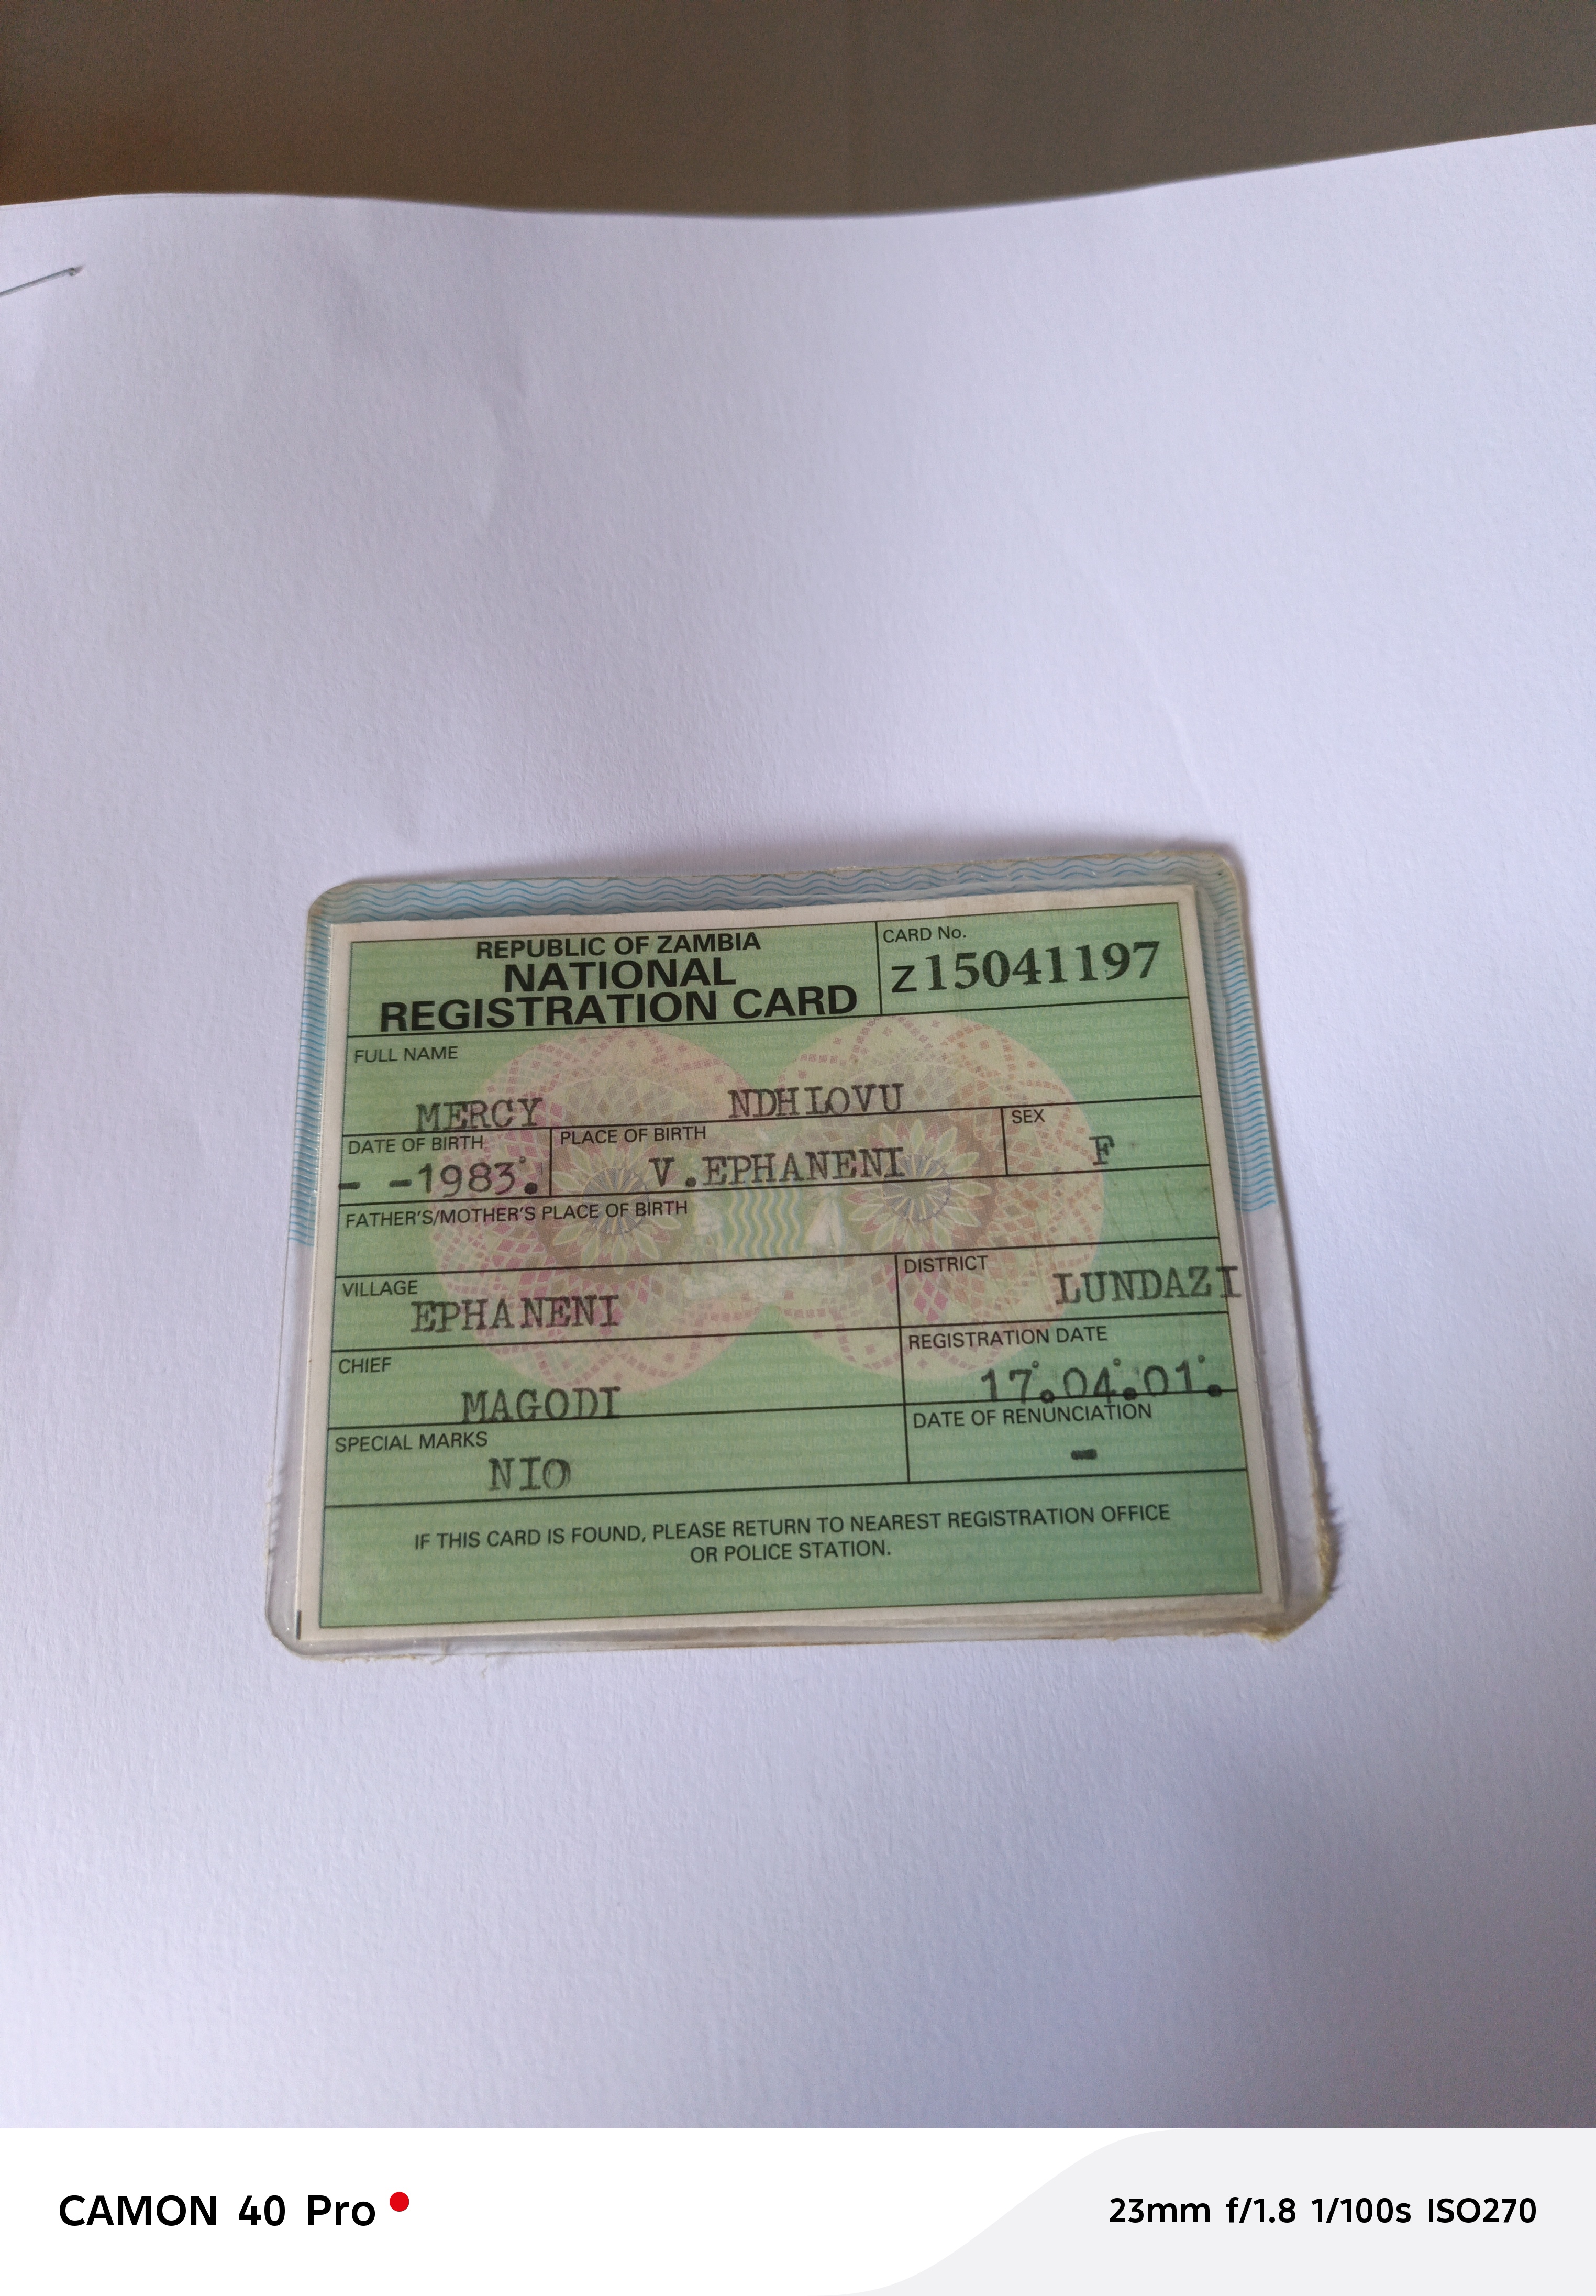 REPUBLIC OF ZAMBIA
NATIONAL
REGISTRATION CARD
CARD No.
Z15041197
FULL NAME
MERCY NDHLOVU
DATE OF BIRTH
- -1983.
PLACE OF BIRTH
V.EPHANENI
SEX
F
FATHER'S/MOTHER'S PLACE OF BIRTH
VILLAGE
EPHANENI
DISTRICT
LUNDAZI
CHIEF
MAGODI
REGISTRATION DATE
17.04.01.
SPECIAL MARKS
NIO
DATE OF RENUNCIATION
-
IF THIS CARD IS FOUND, PLEASE RETURN TO NEAREST REGISTRATION OFFICE
OR POLICE STATION.
CAMON 40 Pro
23mm f/1.8 1/100s ISO270